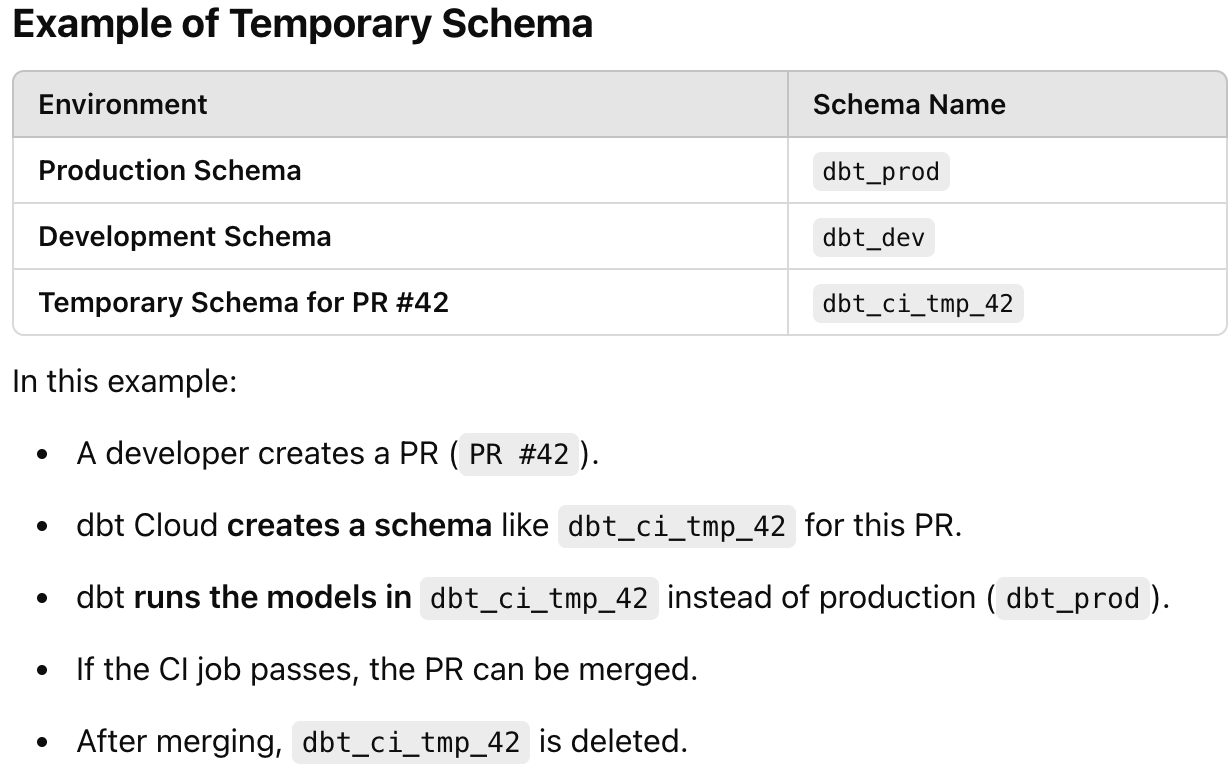 Example of Temporary Schema
Environment Schema Name
Production Schema dbt_prod
Development Schema dbt_dev
Temporary Schema for PR #42 dbt_ci_tmp_42
In this example:
• A developer creates a PR ( PR #42 ).
• dbt Cloud creates a schema like dbt_ci_tmp_42 for this PR.
• dbt runs the models in dbt_ci_tmp_42 instead of production ( dbt_prod ).
• If the CI job passes, the PR can be merged.
• After merging, dbt_ci_tmp_42 is deleted.